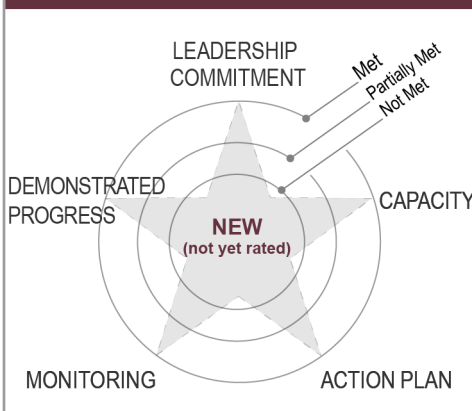 LEADERSHIP
COMMITMENT
Met
Partially Met
Not Met
DEMONSTRATED
PROGRESS
CAPACITY
NEW
(not yet rated)
MONITORING
ACTION PLAN